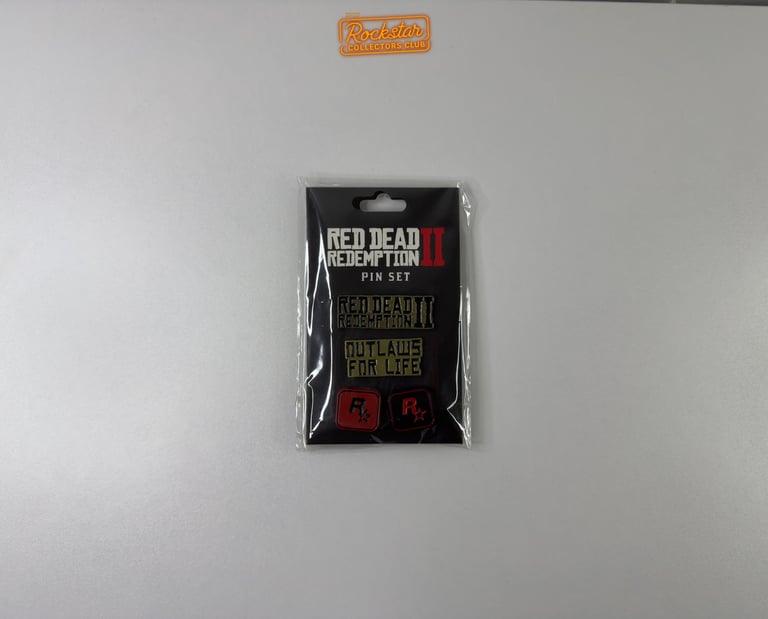 Rockstar
COLLECTORS CLUB
RED DEAD
REDEMPTION II
PIN SET
RED DEAD
REDEMPTION II
OUTLAWS
FOR LIFE
R
R